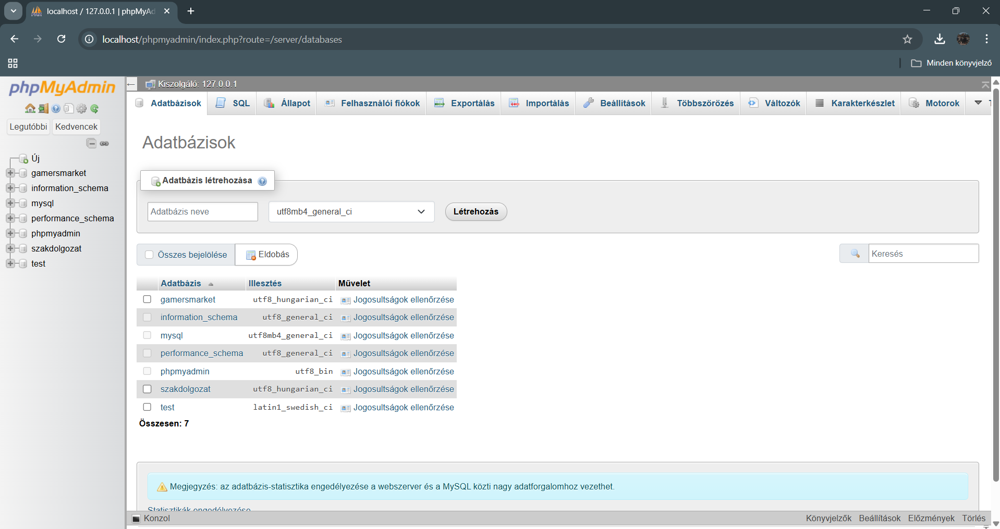 localhost / 127.0.0.1 | phpMyAd
localhost/phpmyadmin/index.php?route=/server/databases
Minden könyvjelző
phpMyAdmin
Legutóbbi Kedvencek
Új
gamersmarket
information_schema
mysql
performance_schema
phpmyadmin
szakdolgozat
test
Kiszolgáló: 127.0.0.1
Adatbázisok SQL Állapot Felhasználói fiókok Exportálás Importálás Beállítások Többszörözés Változók Karakterkészlet Motorok
Adatbázisok
Adatbázis létrehozása
Adatbázis neve utf8mb4_general_ci Létrehozás
Összes bejelölése Eldobás Keresés
Adatbázis Illesztés Művelet
gamersmarket utf8_hungarian_ci Jogosultságok ellenőrzése
information_schema utf8_general_ci Jogosultságok ellenőrzése
mysql utf8mb4_general_ci Jogosultságok ellenőrzése
performance_schema utf8_general_ci Jogosultságok ellenőrzése
phpmyadmin utf8_bin Jogosultságok ellenőrzése
szakdolgozat utf8_hungarian_ci Jogosultságok ellenőrzése
test latin1_swedish_ci Jogosultságok ellenőrzése
Összesen: 7
Megjegyzés: az adatbázis-statisztika engedélyezése a webszerver és a MySQL közti nagy adatforgalomhoz vezethet.
Statisztikák engedélyezése
Konzol Könyvjelzők Beállítások Előzmények Törlés